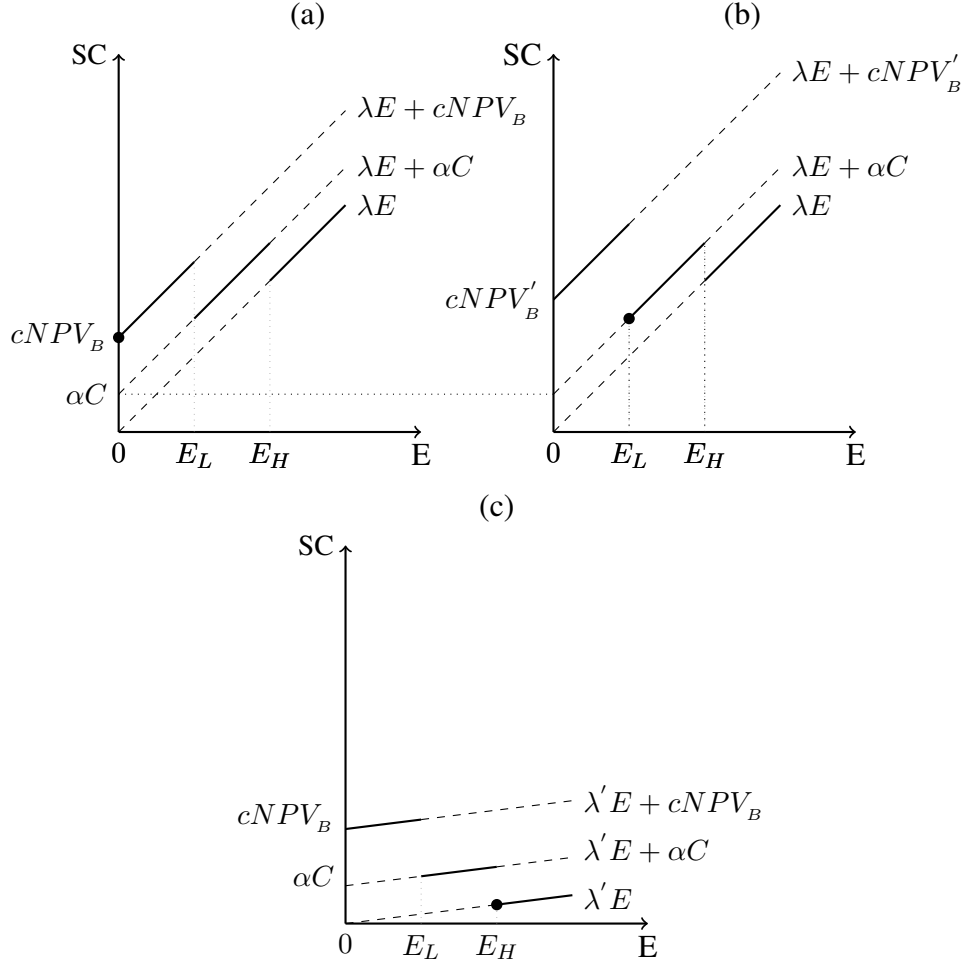 (a)
SC
λE + cNPV_B
λE + αC
λE
cNPV_B
αC
0
E_L
E_H
E
(b)
SC
λE + cNPV'_B
λE + αC
λE
cNPV'_B
0
E_L
E_H
E
(c)
SC
λ'E + cNPV_B
cNPV_B
λ'E + αC
αC
λ'E
0
E_L
E_H
E